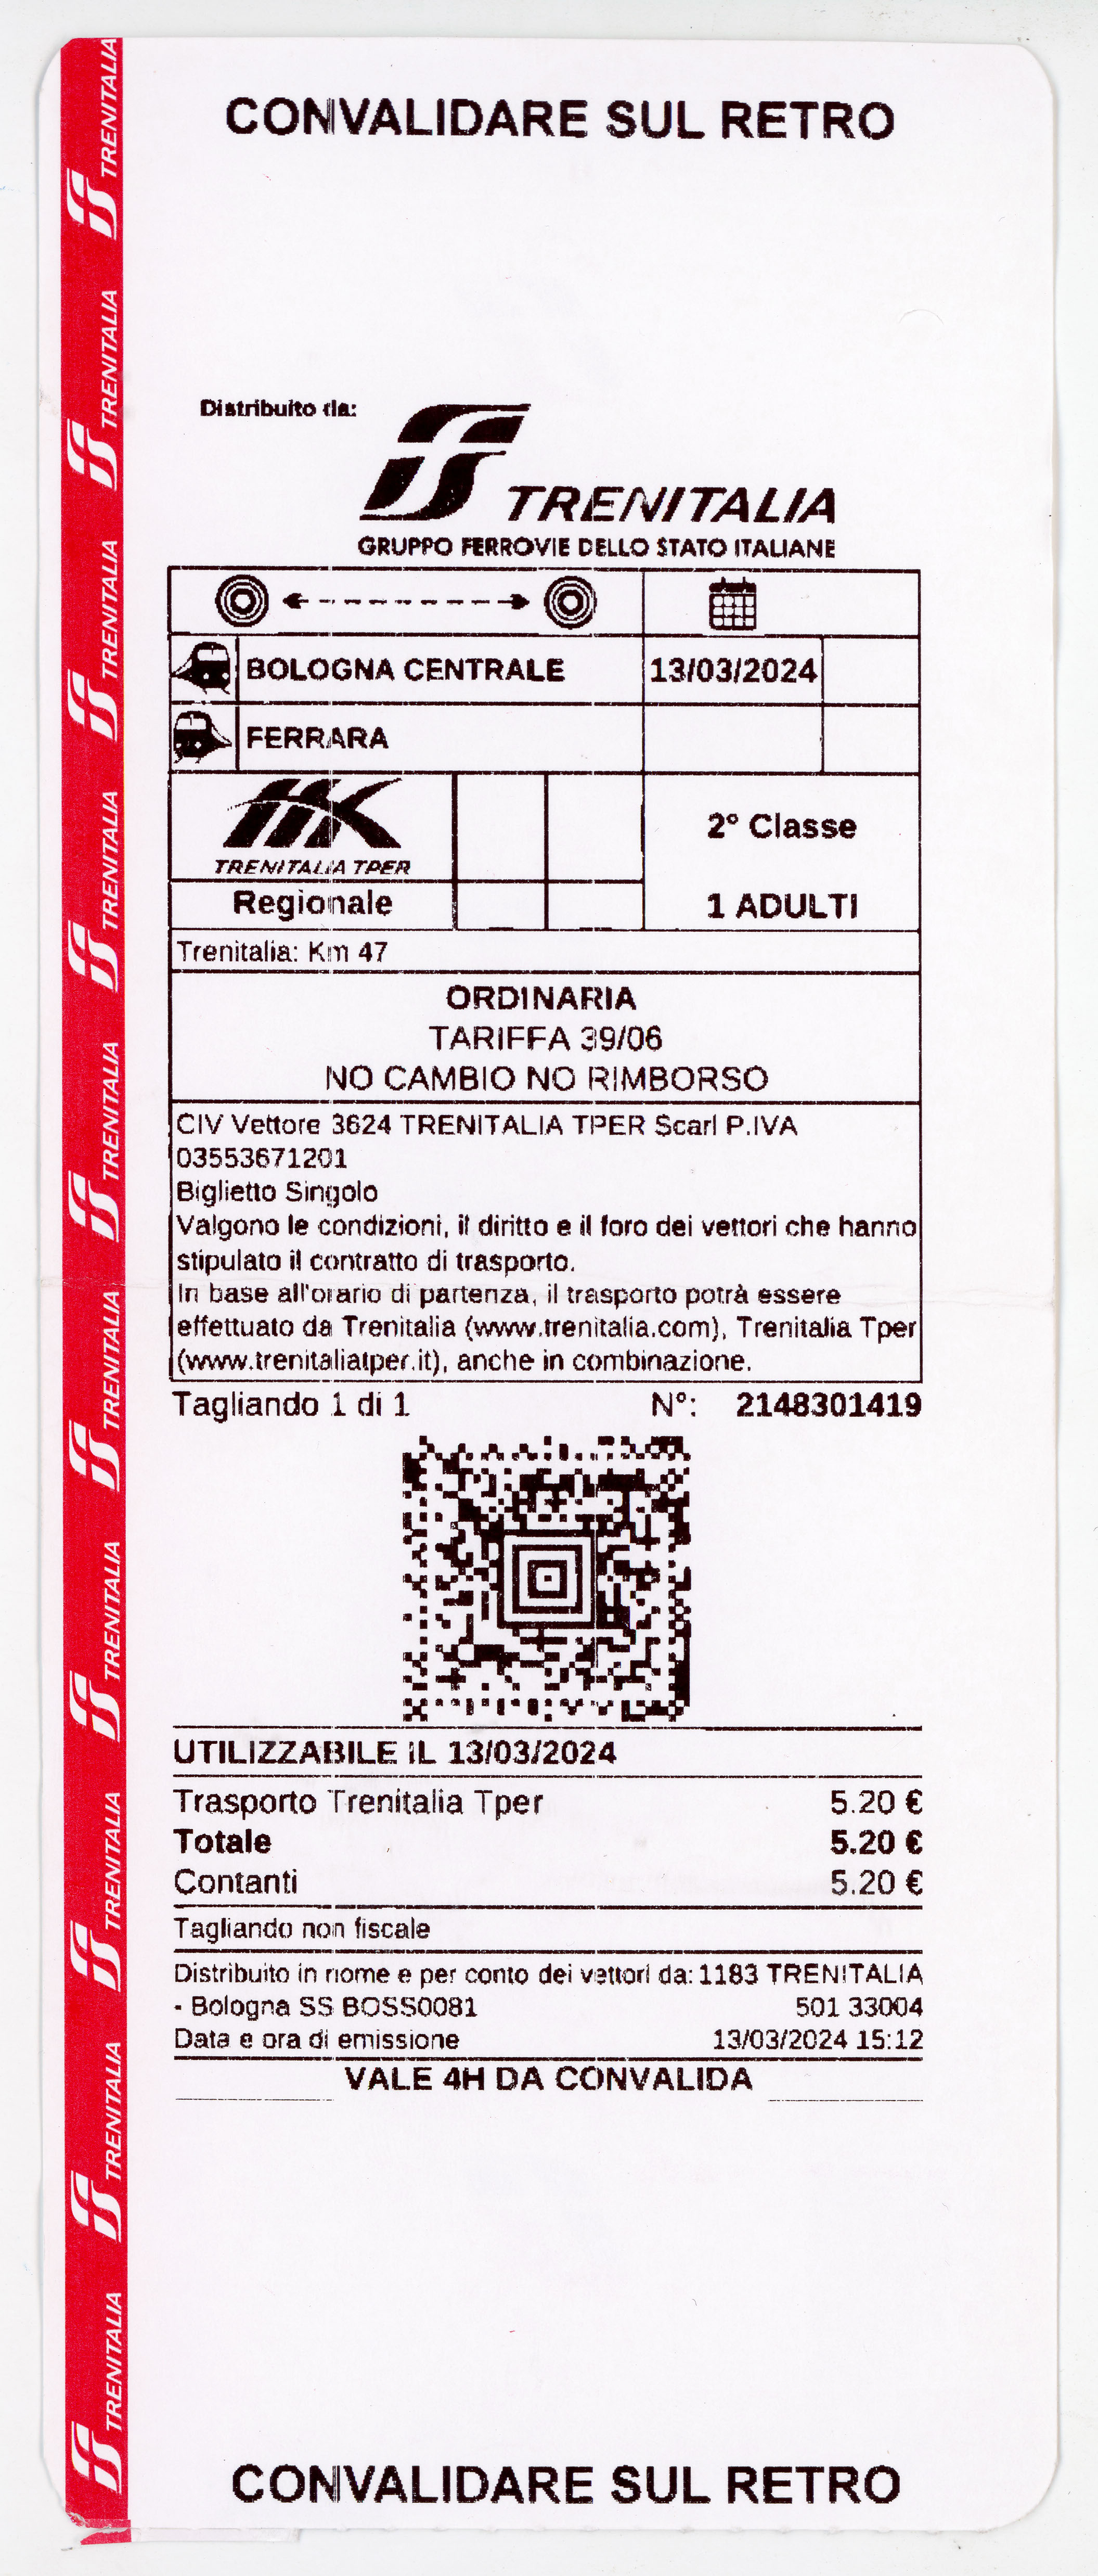 CONVALIDARE SUL RETRO
Distribuito da:
TRENITALIA
GRUPPO FERROVIE DELLO STATO ITALIANE
BOLOGNA CENTRALE 13/03/2024
FERRARA
TRENITALIA TPER
2° Classe
Regionale
1 ADULTI
Trenitalia: Km 47
ORDINARIA
TARIFFA 39/06
NO CAMBIO NO RIMBORSO
CIV Vettore 3624 TRENITALIA TPER Scarl P.IVA
03553671201
Biglietto Singolo
Valgono le condizioni, il diritto e il foro dei vettori che hanno
stipulato il contratto di trasporto.
In base all'orario di partenza, il trasporto potrà essere
effettuato da Trenitalia (www.trenitalia.com), Trenitalia Tper
(www.trenitaliatper.it), anche in combinazione.
Tagliando 1 di 1 N°: 2148301419
UTILIZZABILE IL 13/03/2024
Trasporto Trenitalia Tper 5.20 €
Totale 5.20 €
Contanti 5.20 €
Tagliando non fiscale
Distribuito in nome e per conto dei vettori da: 1183 TRENITALIA
- Bologna SS BOSS0081 501 33004
Data e ora di emissione 13/03/2024 15:12
VALE 4H DA CONVALIDA
CONVALIDARE SUL RETRO
TRENITALIA
TRENITALIA
TRENITALIA
TRENITALIA
TRENITALIA
TRENITALIA
TRENITALIA
TRENITALIA
TRENITALIA
TRENITALIA